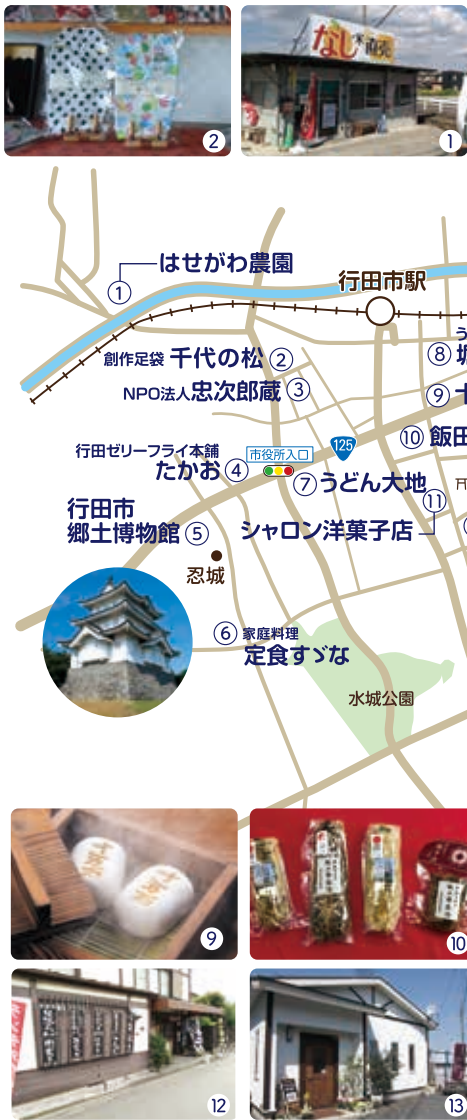 ②
なし 直売
①
はせがわ農園
①
行田市駅
創作足袋 千代の松 ②
NPO法人忠次郎蔵 ③
⑧
⑨ 十
行田ゼリーフライ本舗
たかお ④
市役所入口
125
⑩ 飯田
⑦ うどん大地
⑪
行田市
郷土博物館 ⑤
シャロン洋菓子店
忍城
⑥ 家庭料理
定食すゞな
水城公園
⑨
⑩
⑫
⑬